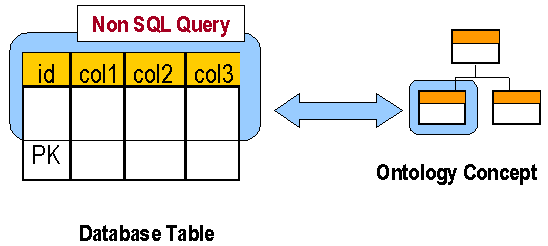 Non SQL Query
id col1 col2 col3
PK
Ontology Concept
Database Table